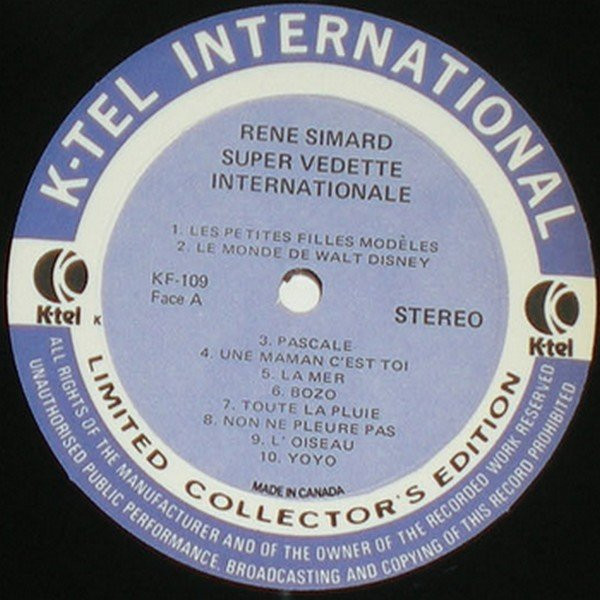 K-TEL INTERNATIONAL
RENE SIMARD
SUPER VEDETTE
INTERNATIONALE
1. LES PETITES FILLES MODÈLES
2. LE MONDE DE WALT DISNEY
KF-109
Face A
STEREO
K-tel
K
K-tel
3. PASCALE
4. UNE MAMAN C'EST TOI
5. LA MER
6. BOZO
7. TOUTE LA PLUIE
8. NON NE PLEURE PAS
9. L' OISEAU
10. YOYO
MADE IN CANADA
LIMITED COLLECTOR'S EDITION
ALL RIGHTS OF THE MANUFACTURER AND OF THE OWNER OF THE RECORDED WORK RESERVED
UNAUTHORISED PUBLIC PERFORMANCE, BROADCASTING AND COPYING OF THIS RECORD PROHIBITED